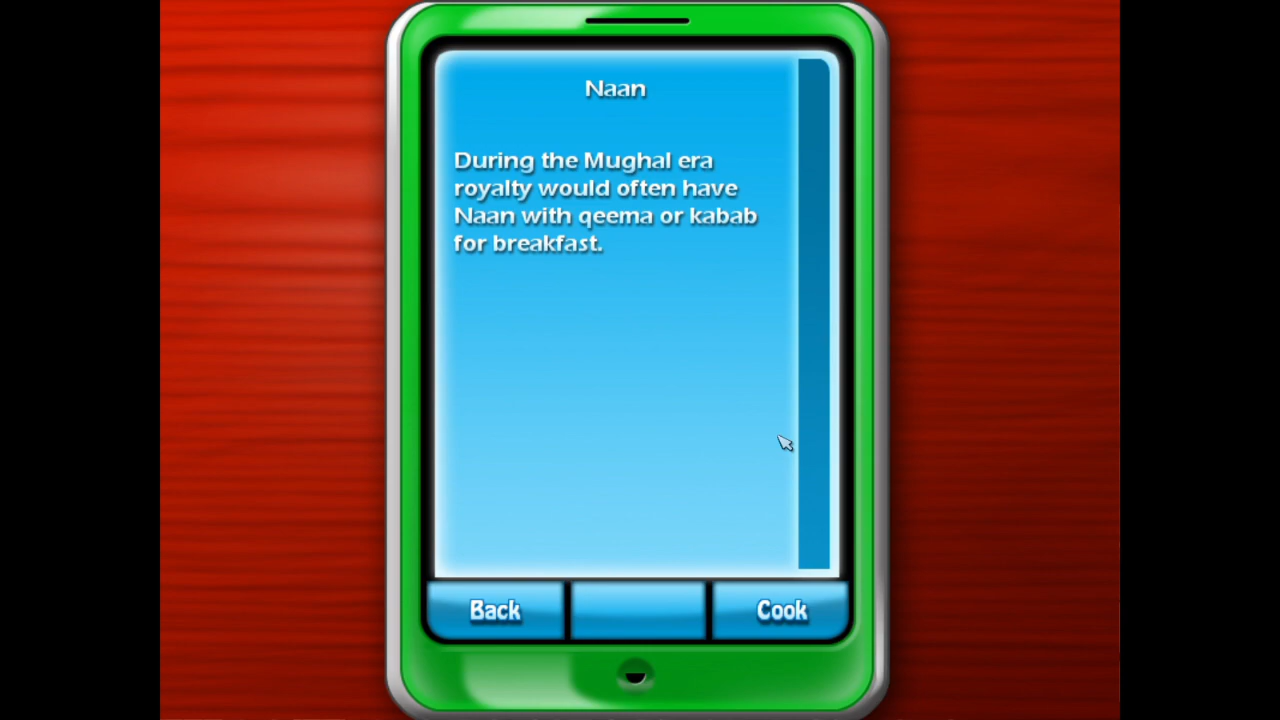 Naan
During the Mughal era
royalty would often have
Naan with qeema or kabab
for breakfast.
Back
Cook